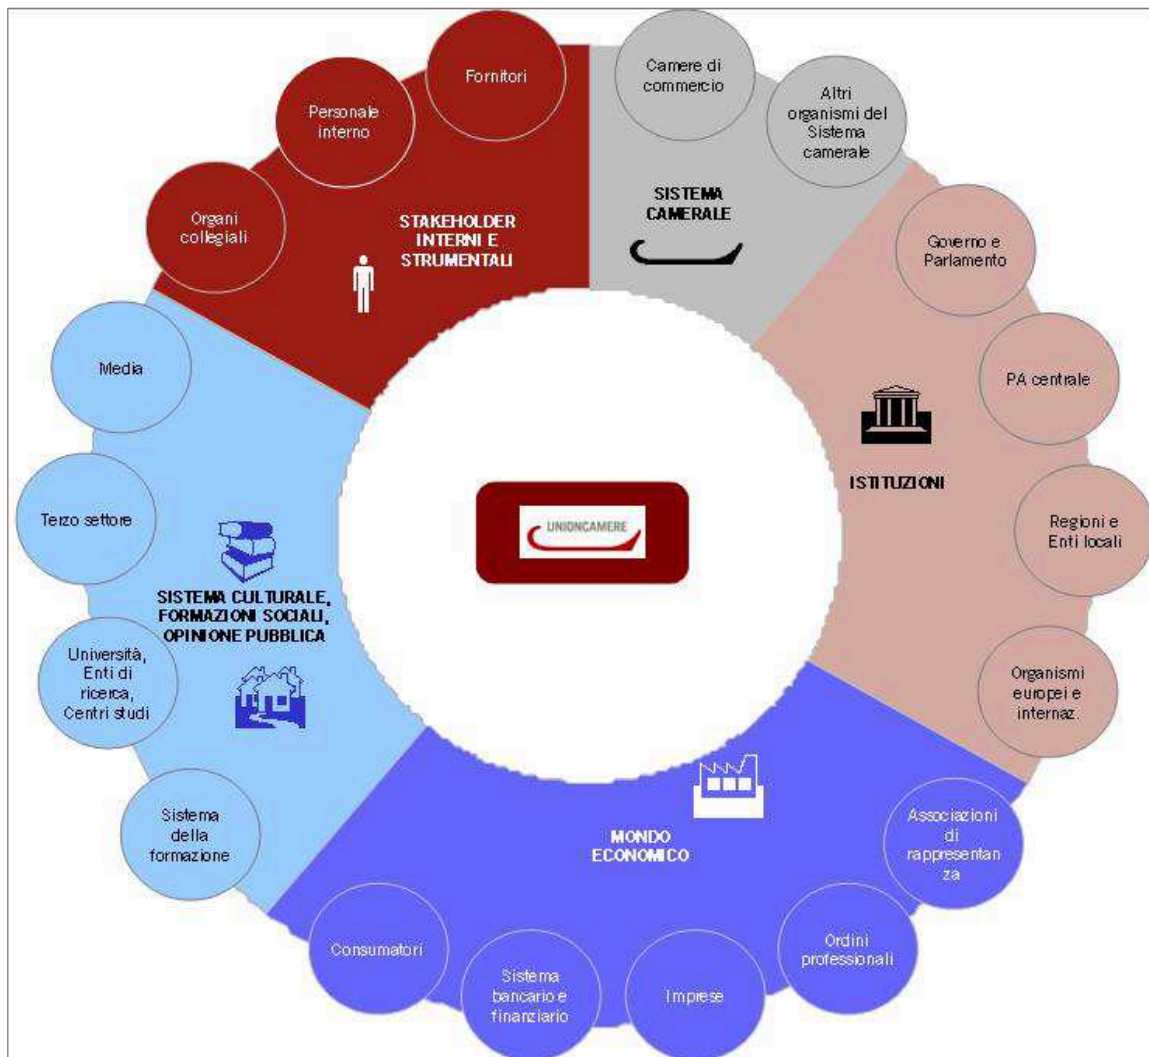 Fornitori
Camere di
commercio
Personale
interno
Altri
organismi del
Sistema
camerale
Organi
collegiali
STAKEHOLDER
INTERNI E
STRUMENTALI
SISTEMA
CAMERALE
Governo e
Parlamento
Media
PA centrale
ISTITUZIONI
Terzo settore
UNIONCAMERE
Regioni e
Enti locali
SISTEMA CULTURALE,
FORMAZIONI SOCIALI,
OPINIONE PUBBLICA
Università,
Enti di
ricerca,
Centri studi
Organismi
europei e
internaz.
Sistema
della
formazione
MONDO
ECONOMICO
Associazioni
di
rappresentan
za
Consumatori
Sistema
bancario e
finanziario
Imprese
Ordini
professionali